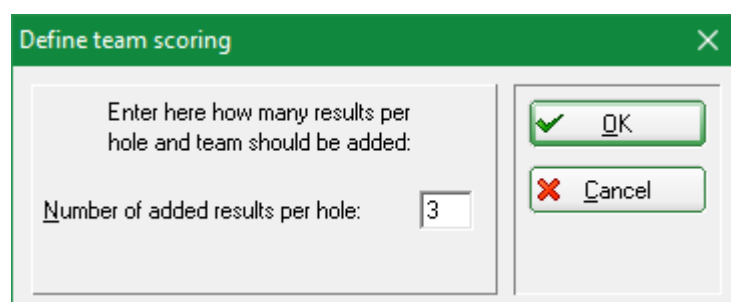 Define team scoring
Enter here how many results per
hole and team should be added:
Number of added results per hole: 3
OK
Cancel